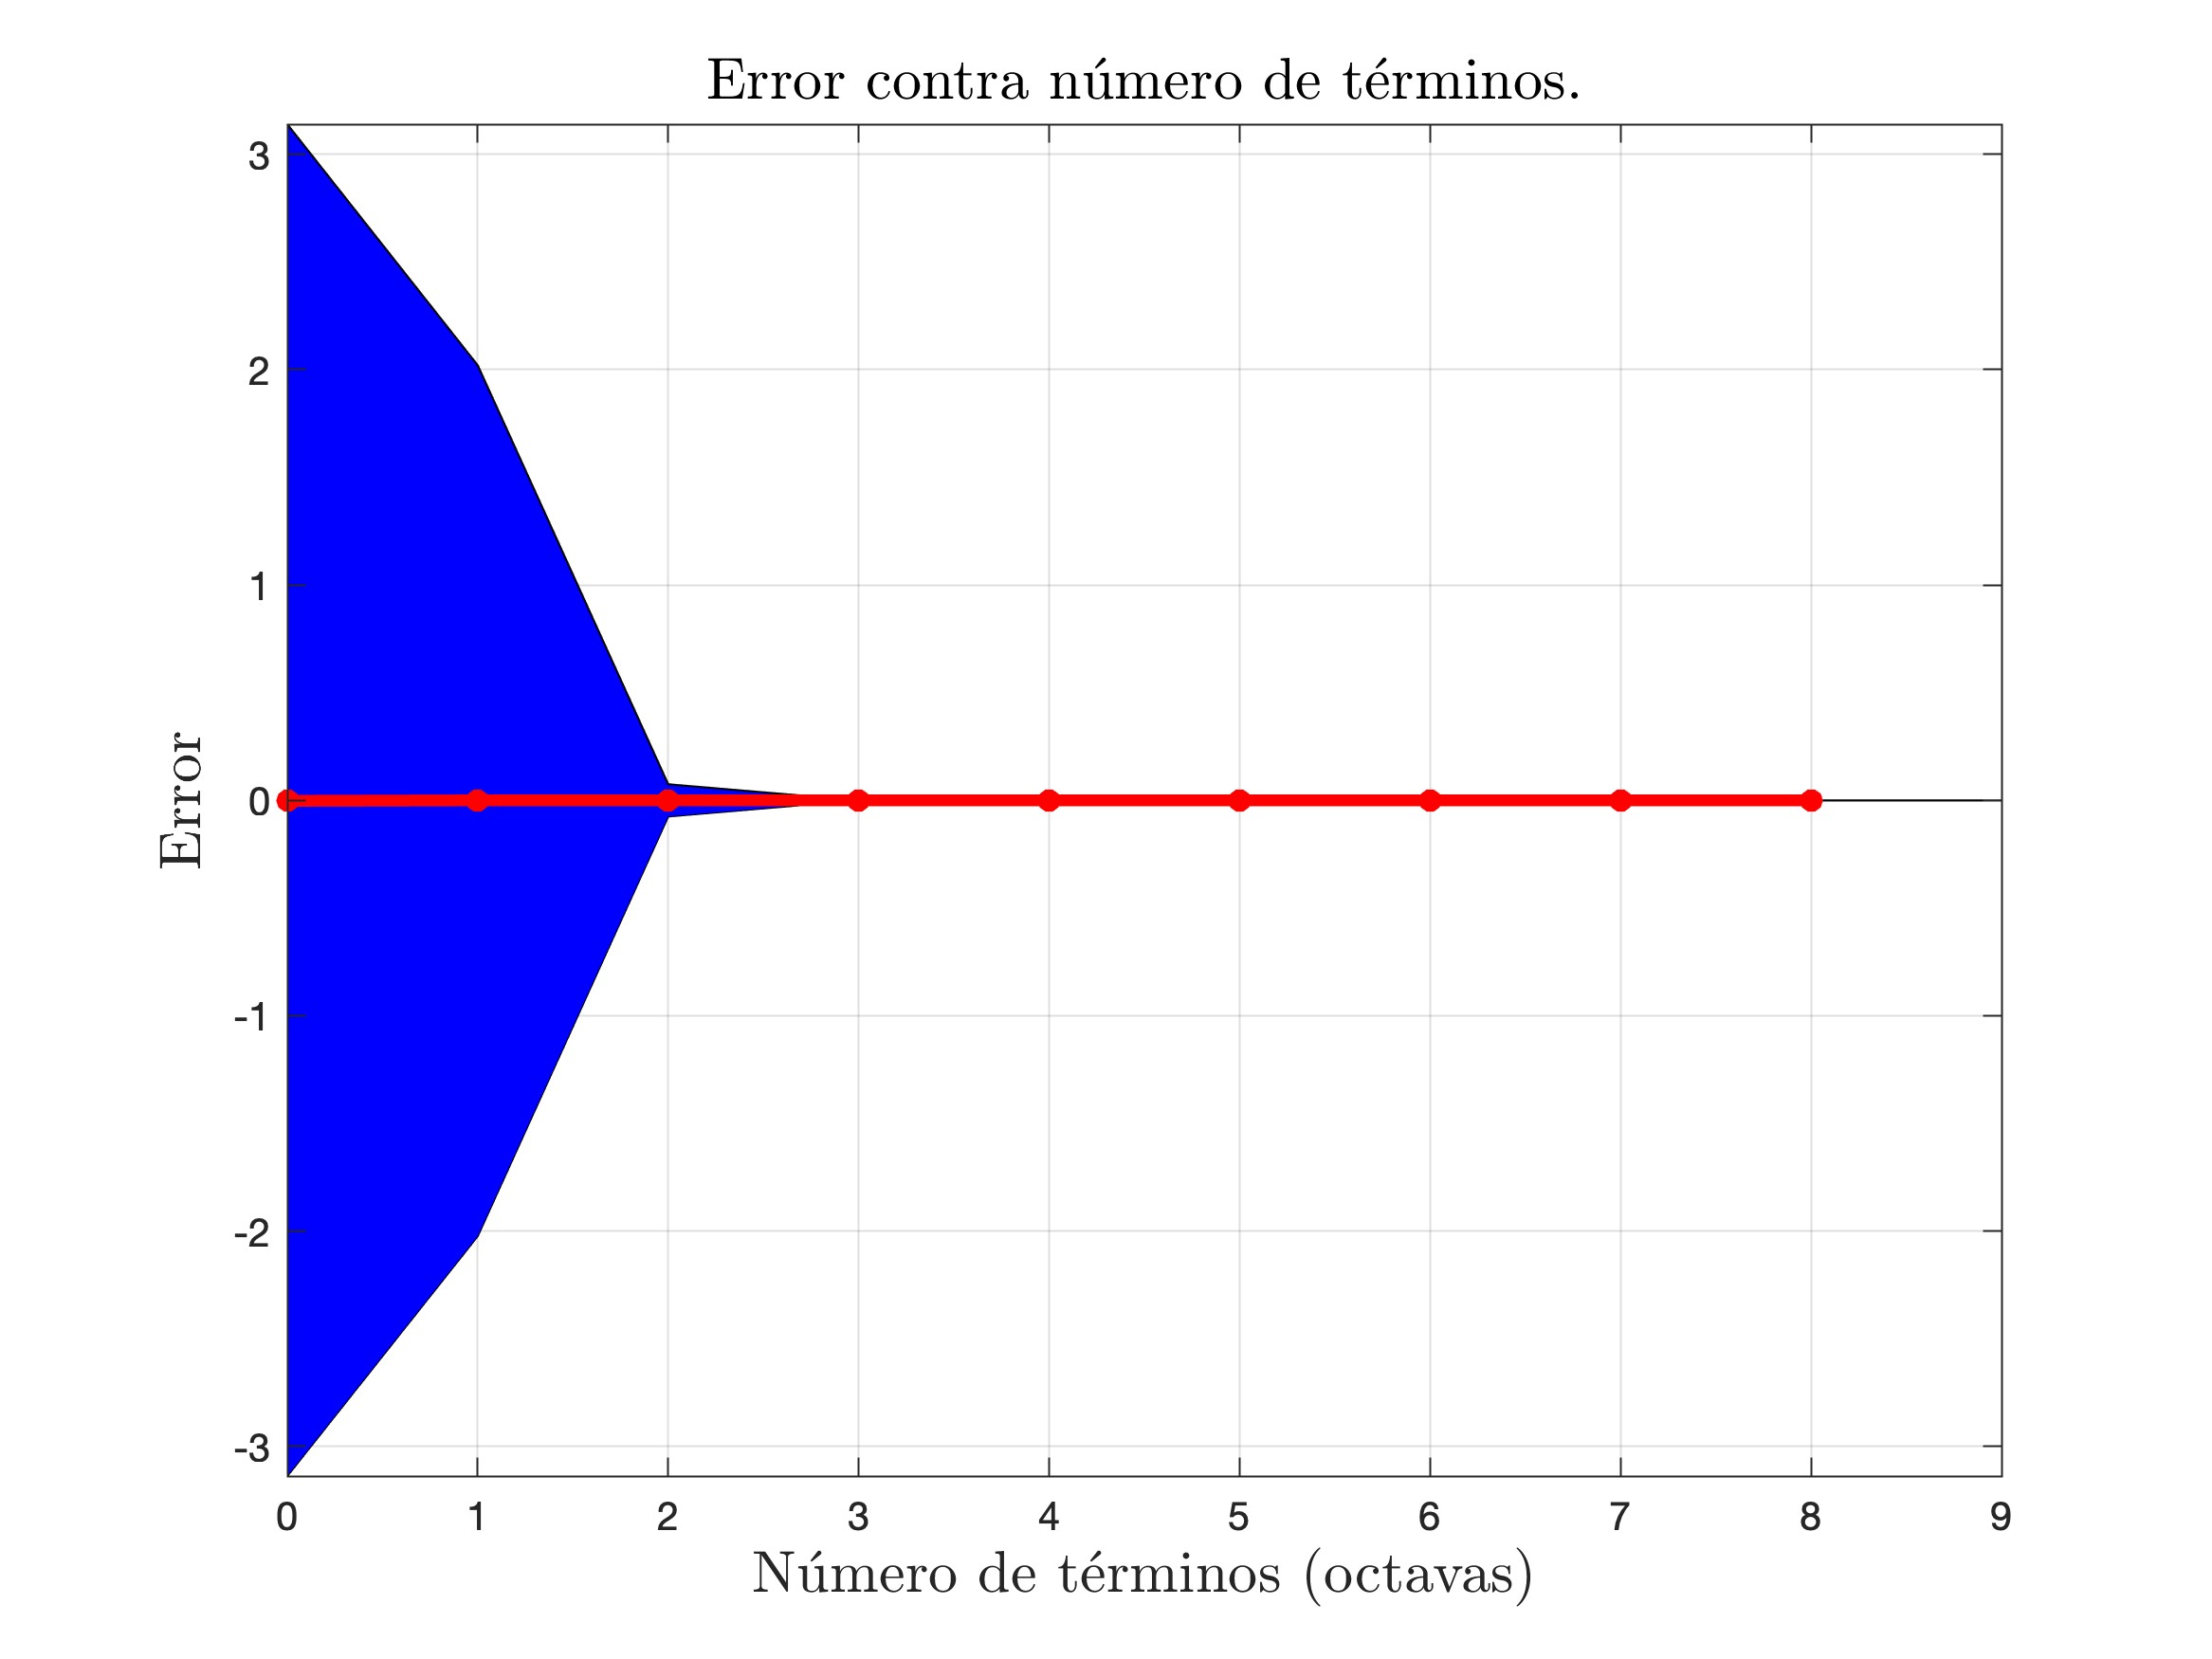 Error contra número de términos.
3
2
1
0
-1
-2
-3
Error
0 1 2 3 4 5 6 7 8 9
Número de términos (octavas)